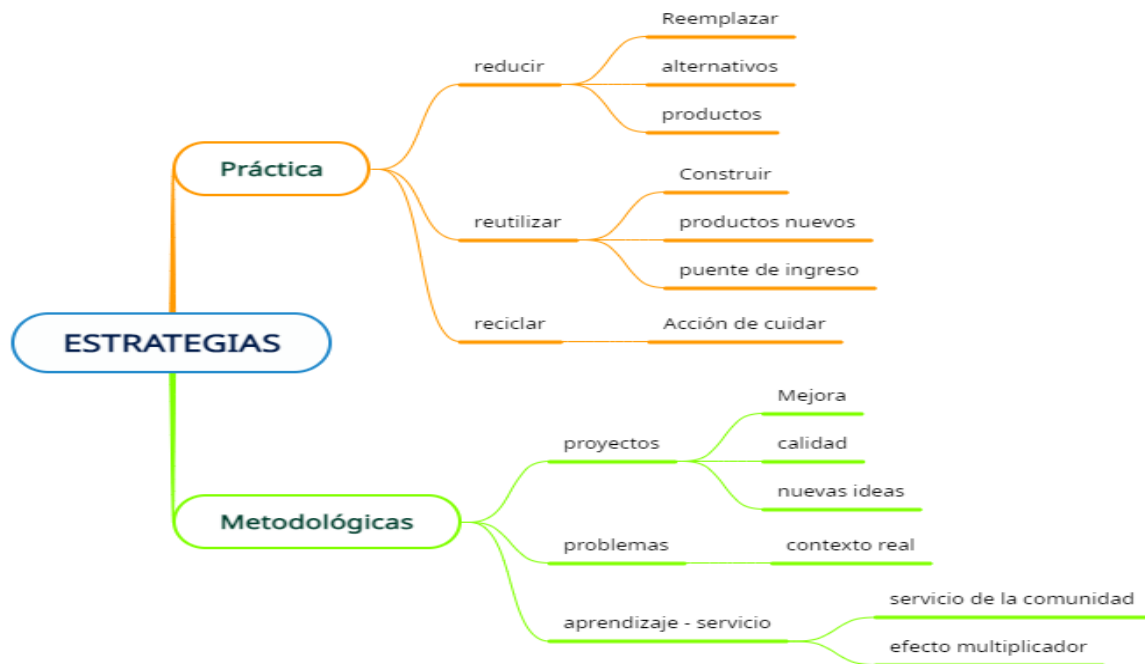 ESTRATEGIAS
Práctica
reducir
Reemplazar
alternativos
productos
reutilizar
Construir
productos nuevos
puente de ingreso
reciclar
Acción de cuidar
Metodológicas
proyectos
Mejora
calidad
nuevas ideas
problemas
contexto real
aprendizaje - servicio
servicio de la comunidad
efecto multiplicador